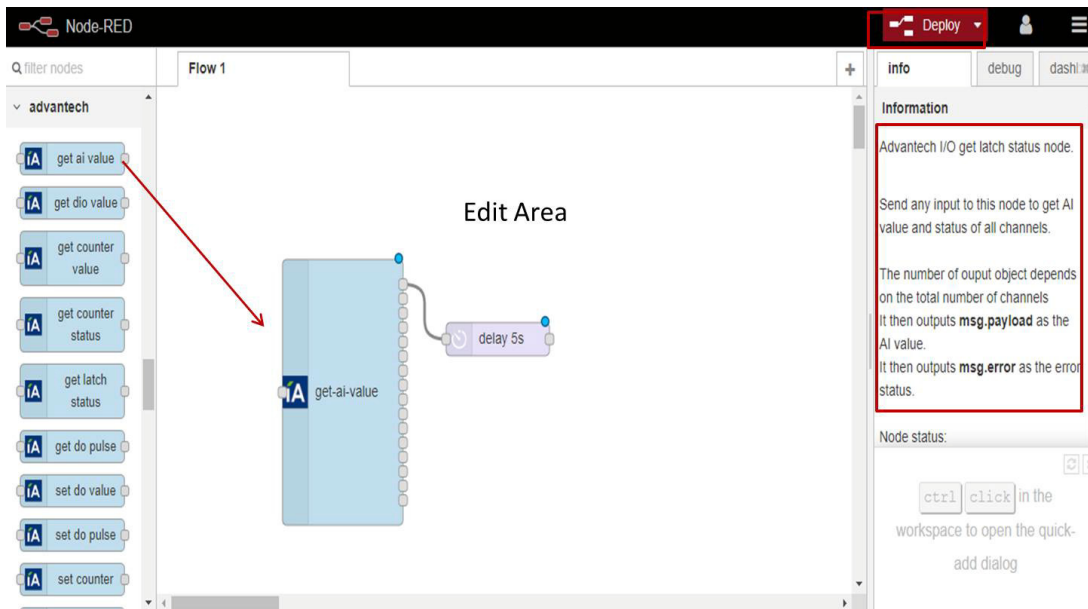 Node-RED
Deploy
filter nodes
Flow 1
+
info
debug
advantech
Information
get ai value
get dio value
get counter
value
get counter
status
get latch
status
get do pulse
set do value
set do pulse
set counter
Edit Area
iA
get-ai-value
delay 5s
Advantech I/O get latch status node.
Send any input to this node to get AI
value and status of all channels.
The number of ouput object depends
on the total number of channels
It then outputs msg.payload as the
AI value.
It then outputs msg.error as the error
status.
Node status:
ctrl click in the
workspace to open the quick-
add dialog